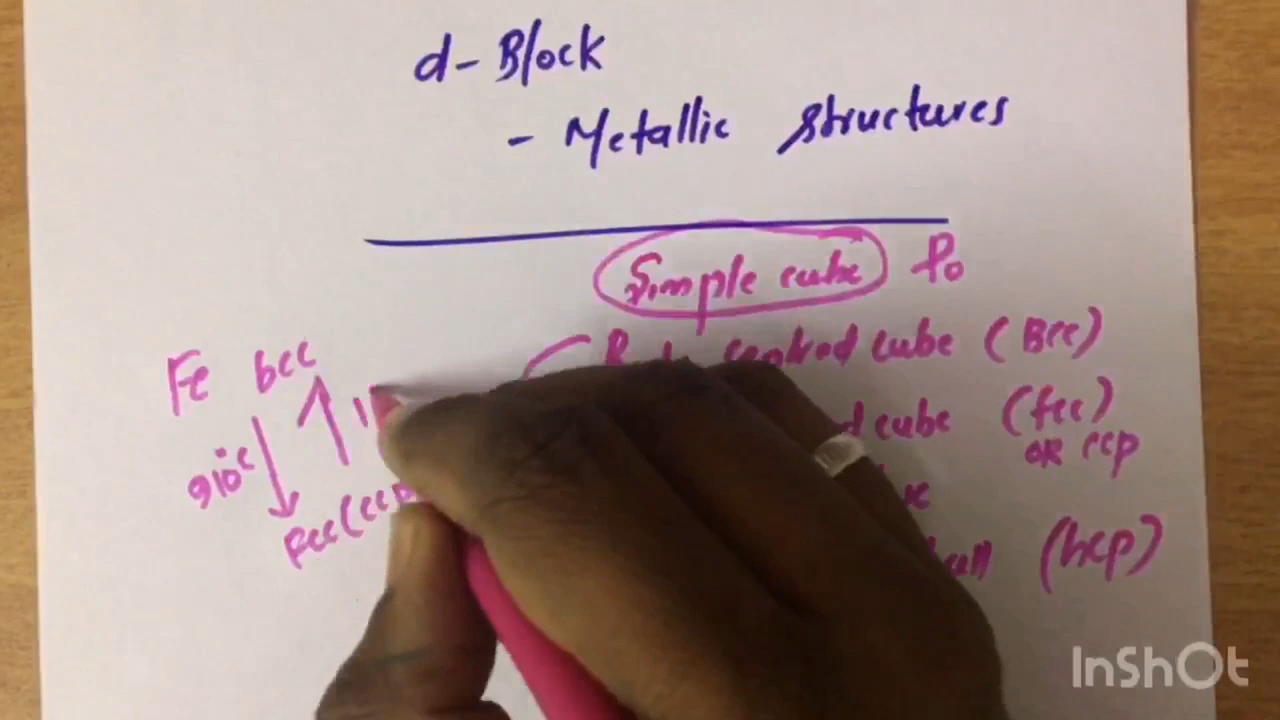 d-Block
- Metallic structures
Simple cube Po
centred cube (Bcc)
cube (fcc)
OR ccp
(hcp)
Fe bcc
910°c
Fcc (ccp
InShOt